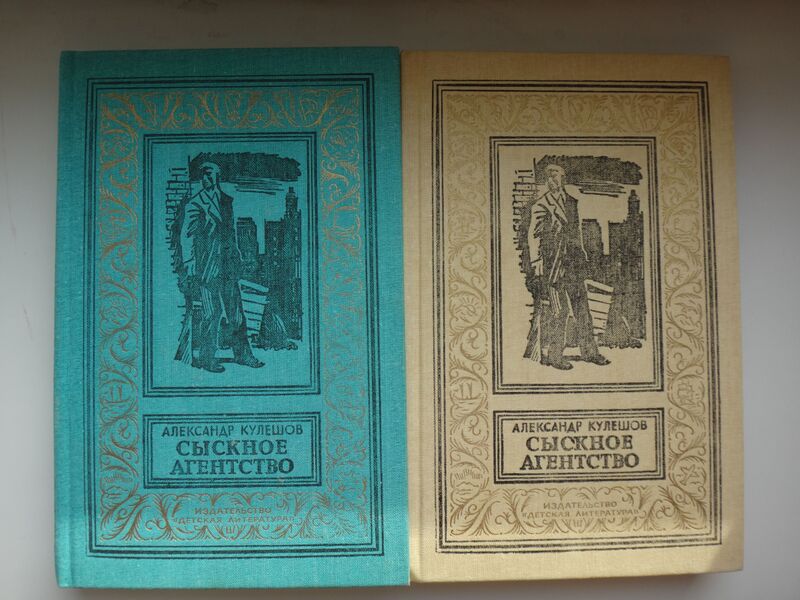 АЛЕКСАНДР КУЛЕШОВ
СЫСКНОЕ
АГЕНТСТВО
ИЗДАТЕЛЬСТВО
«ДЕТСКАЯ ЛИТЕРАТУРА»
АЛЕКСАНДР КУЛЕШОВ
СЫСКНОЕ
АГЕНТСТВО
ИЗДАТЕЛЬСТВО
«ДЕТСКАЯ ЛИТЕРАТУРА»